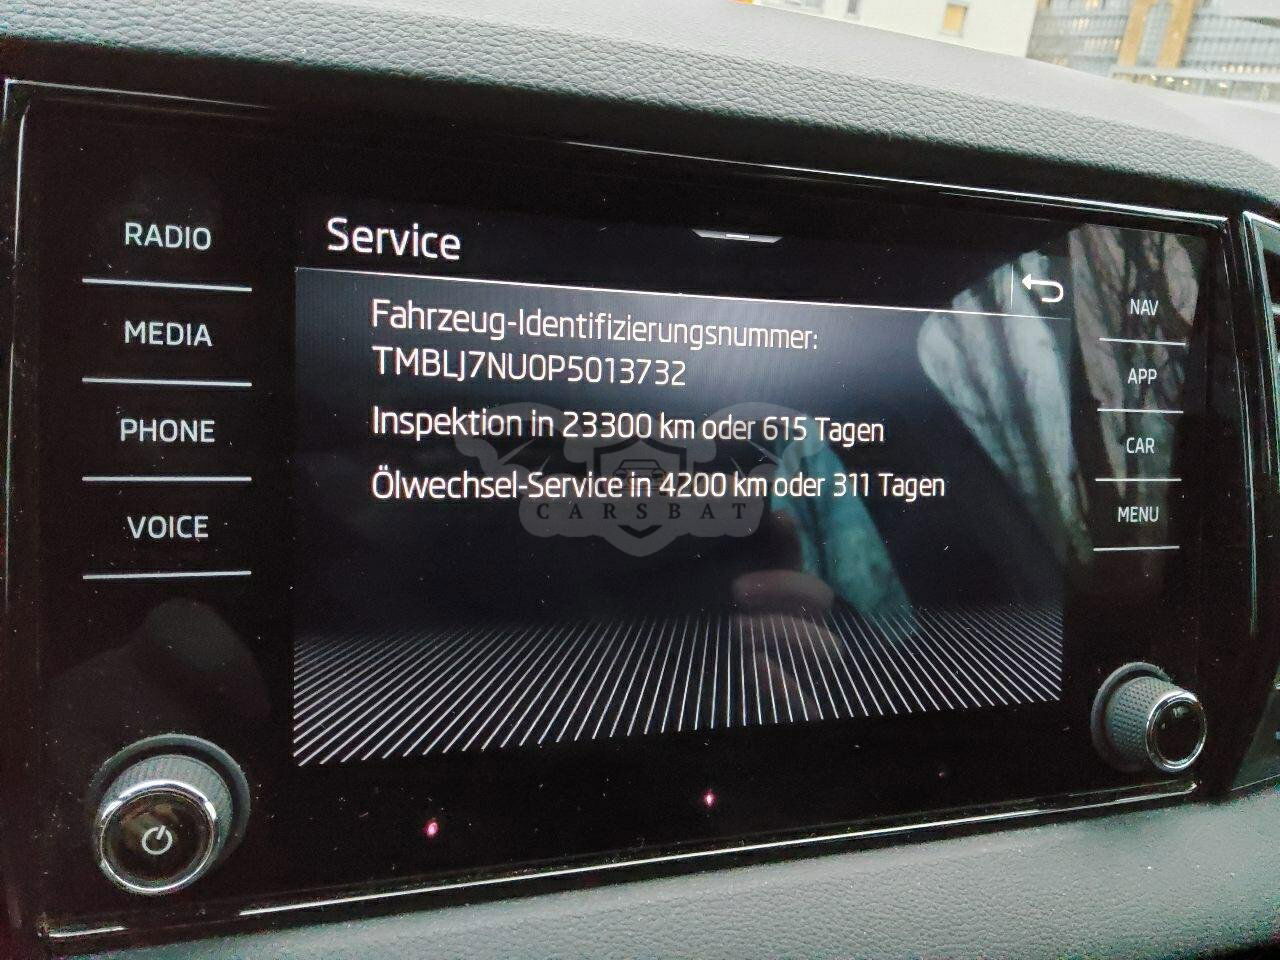 Service
RADIO
MEDIA
PHONE
VOICE
Fahrzeug-Identifizierungsnummer:
TMBLJ7NU0P5013732
Inspektion in 23300 km oder 615 Tagen
Ölwechsel-Service in 4200 km oder 311 Tagen
CARSBAT
NAV
APP
CAR
MENU